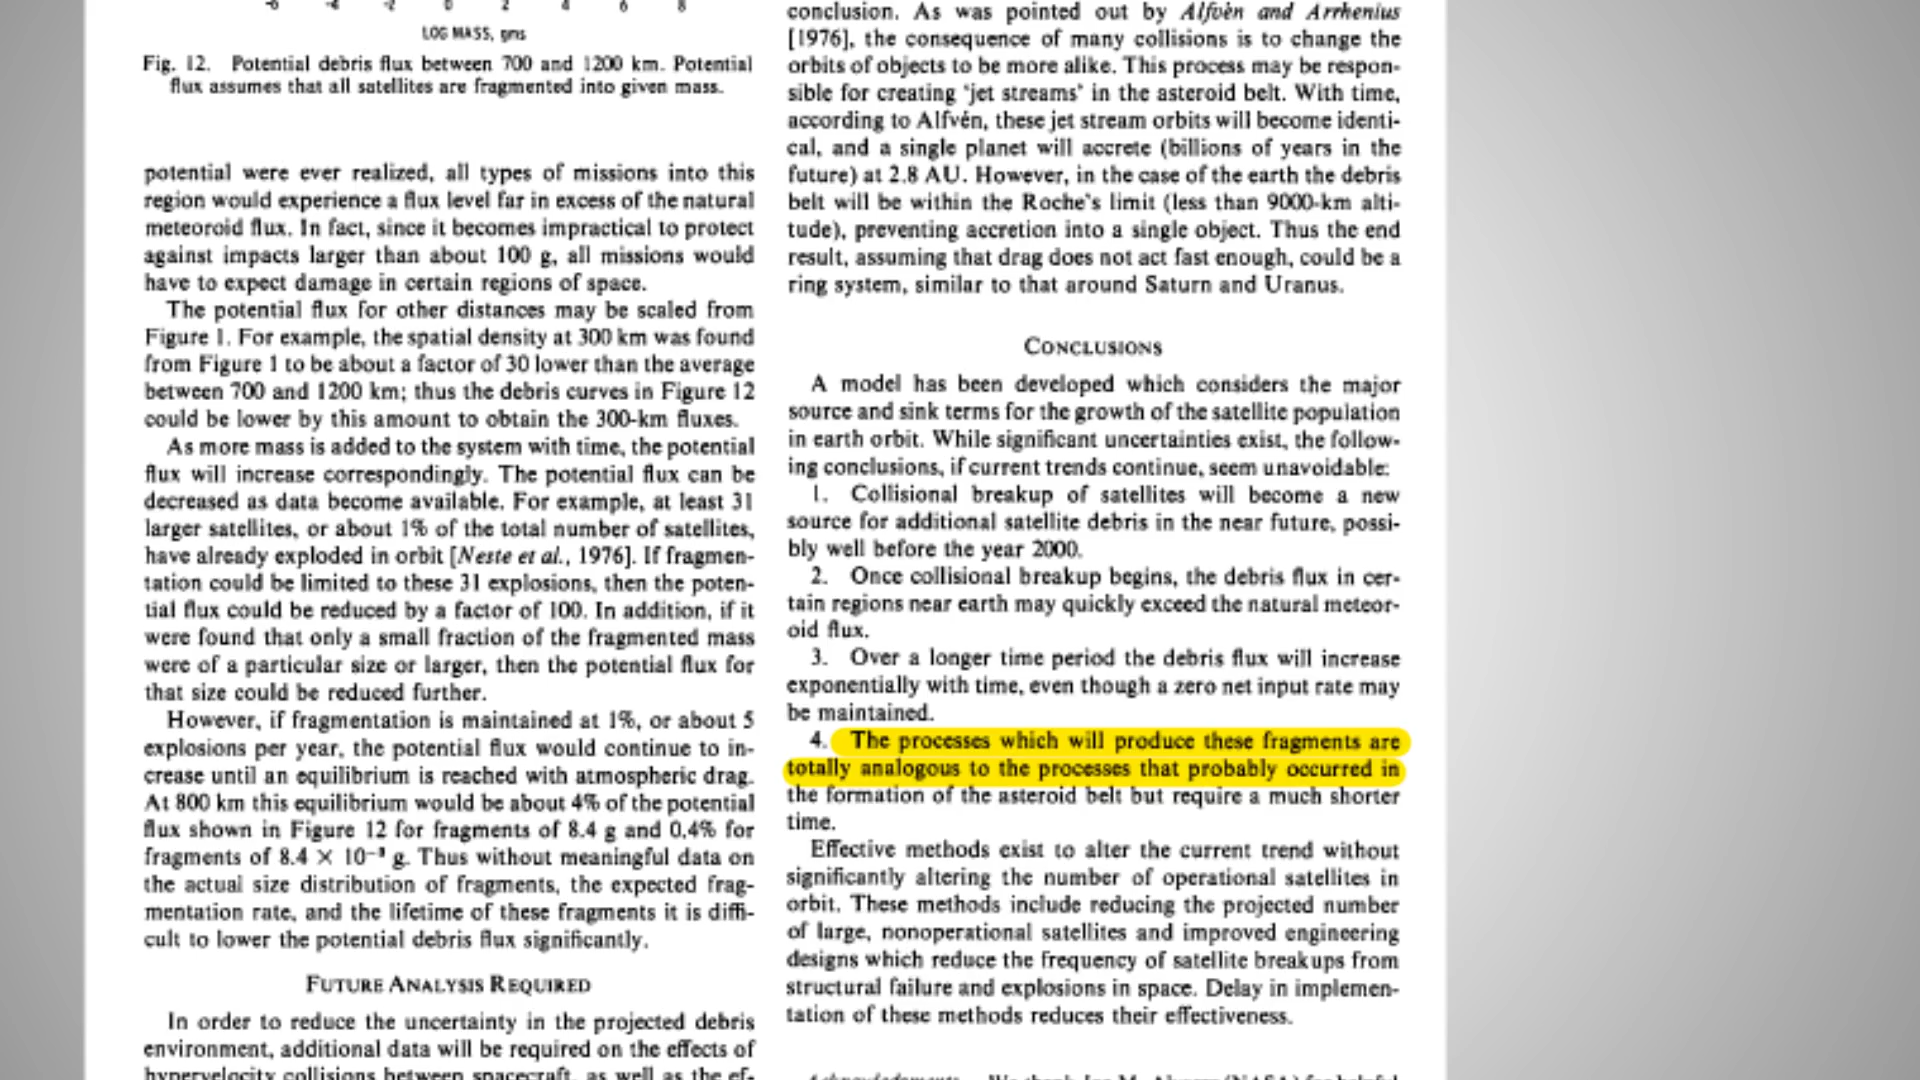 -6 -4 -2 0 2 4 6 8
LOG MASS, gms
Fig. 12. Potential debris flux between 700 and 1200 km. Potential
flux assumes that all satellites are fragmented into given mass.
potential were ever realized, all types of missions into this
region would experience a flux level far in excess of the natural
meteoroid flux. In fact, since it becomes impractical to protect
against impacts larger than about 100 g, all missions would
have to expect damage in certain regions of space.
The potential flux for other distances may be scaled from
Figure 1. For example, the spatial density at 300 km was found
from Figure 1 to be about a factor of 30 lower than the average
between 700 and 1200 km; thus the debris curves in Figure 12
could be lower by this amount to obtain the 300-km fluxes.
As more mass is added to the system with time, the potential
flux will increase correspondingly. The potential flux can be
decreased as data become available. For example, at least 31
larger satellites, or about 1% of the total number of satellites,
have already exploded in orbit [Neste et al., 1976]. If fragmen-
tation could be limited to these 31 explosions, then the poten-
tial flux could be reduced by a factor of 100. In addition, if it
were found that only a small fraction of the fragmented mass
were of a particular size or larger, then the potential flux for
that size could be reduced further.
However, if fragmentation is maintained at 1%, or about 5
explosions per year, the potential flux would continue to in-
crease until an equilibrium is reached with atmospheric drag.
At 800 km this equilibrium would be about 4% of the potential
flux shown in Figure 12 for fragments of 8.4 g and 0.4% for
fragments of 8.4 × 10⁻³ g. Thus without meaningful data on
the actual size distribution of fragments, the expected frag-
mentation rate, and the lifetime of these fragments it is diffi-
cult to lower the potential debris flux significantly.
FUTURE ANALYSIS REQUIRED
In order to reduce the uncertainty in the projected debris
environment, additional data will be required on the effects of
hypervelocity collisions between spacecraft, as well as the ef-
conclusion. As was pointed out by Alfvèn and Arrhenius
[1976], the consequence of many collisions is to change the
orbits of objects to be more alike. This process may be respon-
sible for creating 'jet streams' in the asteroid belt. With time,
according to Alfvén, these jet stream orbits will become identi-
cal, and a single planet will accrete (billions of years in the
future) at 2.8 AU. However, in the case of the earth the debris
belt will be within the Roche's limit (less than 9000-km alti-
tude), preventing accretion into a single object. Thus the end
result, assuming that drag does not act fast enough, could be a
ring system, similar to that around Saturn and Uranus.
CONCLUSIONS
A model has been developed which considers the major
source and sink terms for the growth of the satellite population
in earth orbit. While significant uncertainties exist, the follow-
ing conclusions, if current trends continue, seem unavoidable:
1. Collisional breakup of satellites will become a new
source for additional satellite debris in the near future, possi-
bly well before the year 2000.
2. Once collisional breakup begins, the debris flux in cer-
tain regions near earth may quickly exceed the natural meteor-
oid flux.
3. Over a longer time period the debris flux will increase
exponentially with time, even though a zero net input rate may
be maintained.
4. The processes which will produce these fragments are
totally analogous to the processes that probably occurred in
the formation of the asteroid belt but require a much shorter
time.
Effective methods exist to alter the current trend without
significantly altering the number of operational satellites in
orbit. These methods include reducing the projected number
of large, nonoperational satellites and improved engineering
designs which reduce the frequency of satellite breakups from
structural failure and explosions in space. Delay in implemen-
tation of these methods reduces their effectiveness.